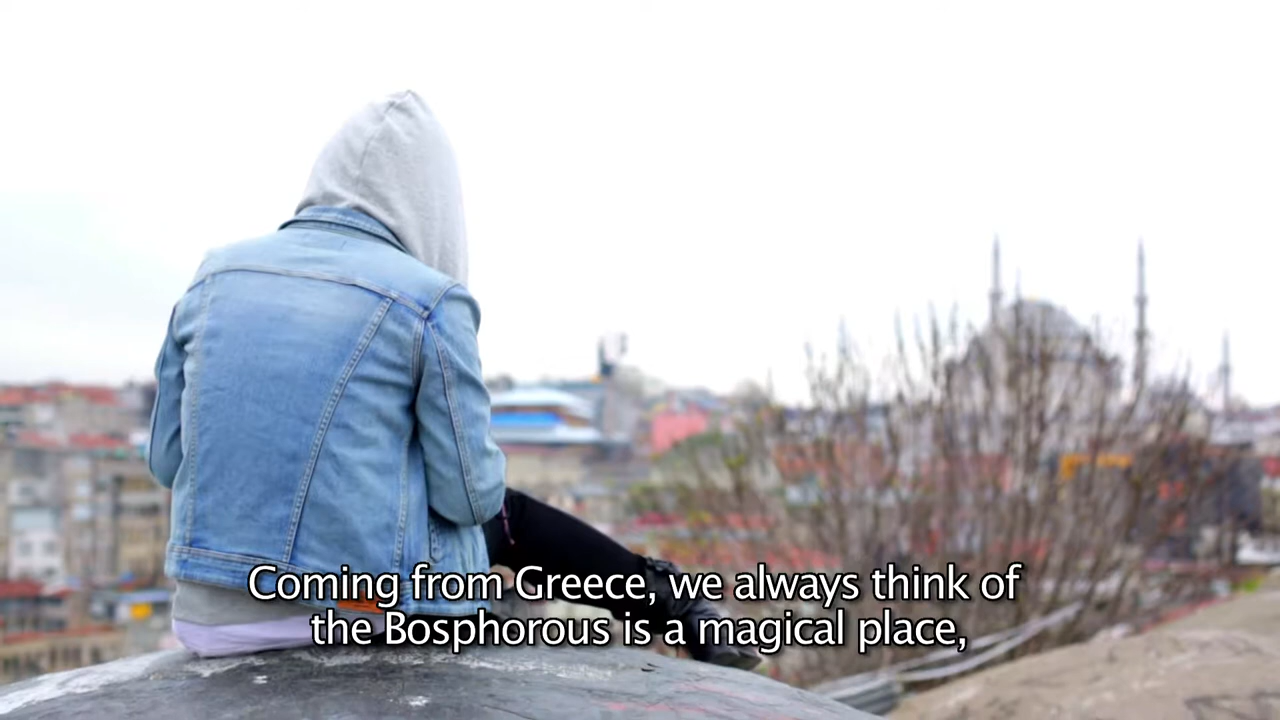 Coming from Greece, we always think of
the Bosphorous is a magical place,